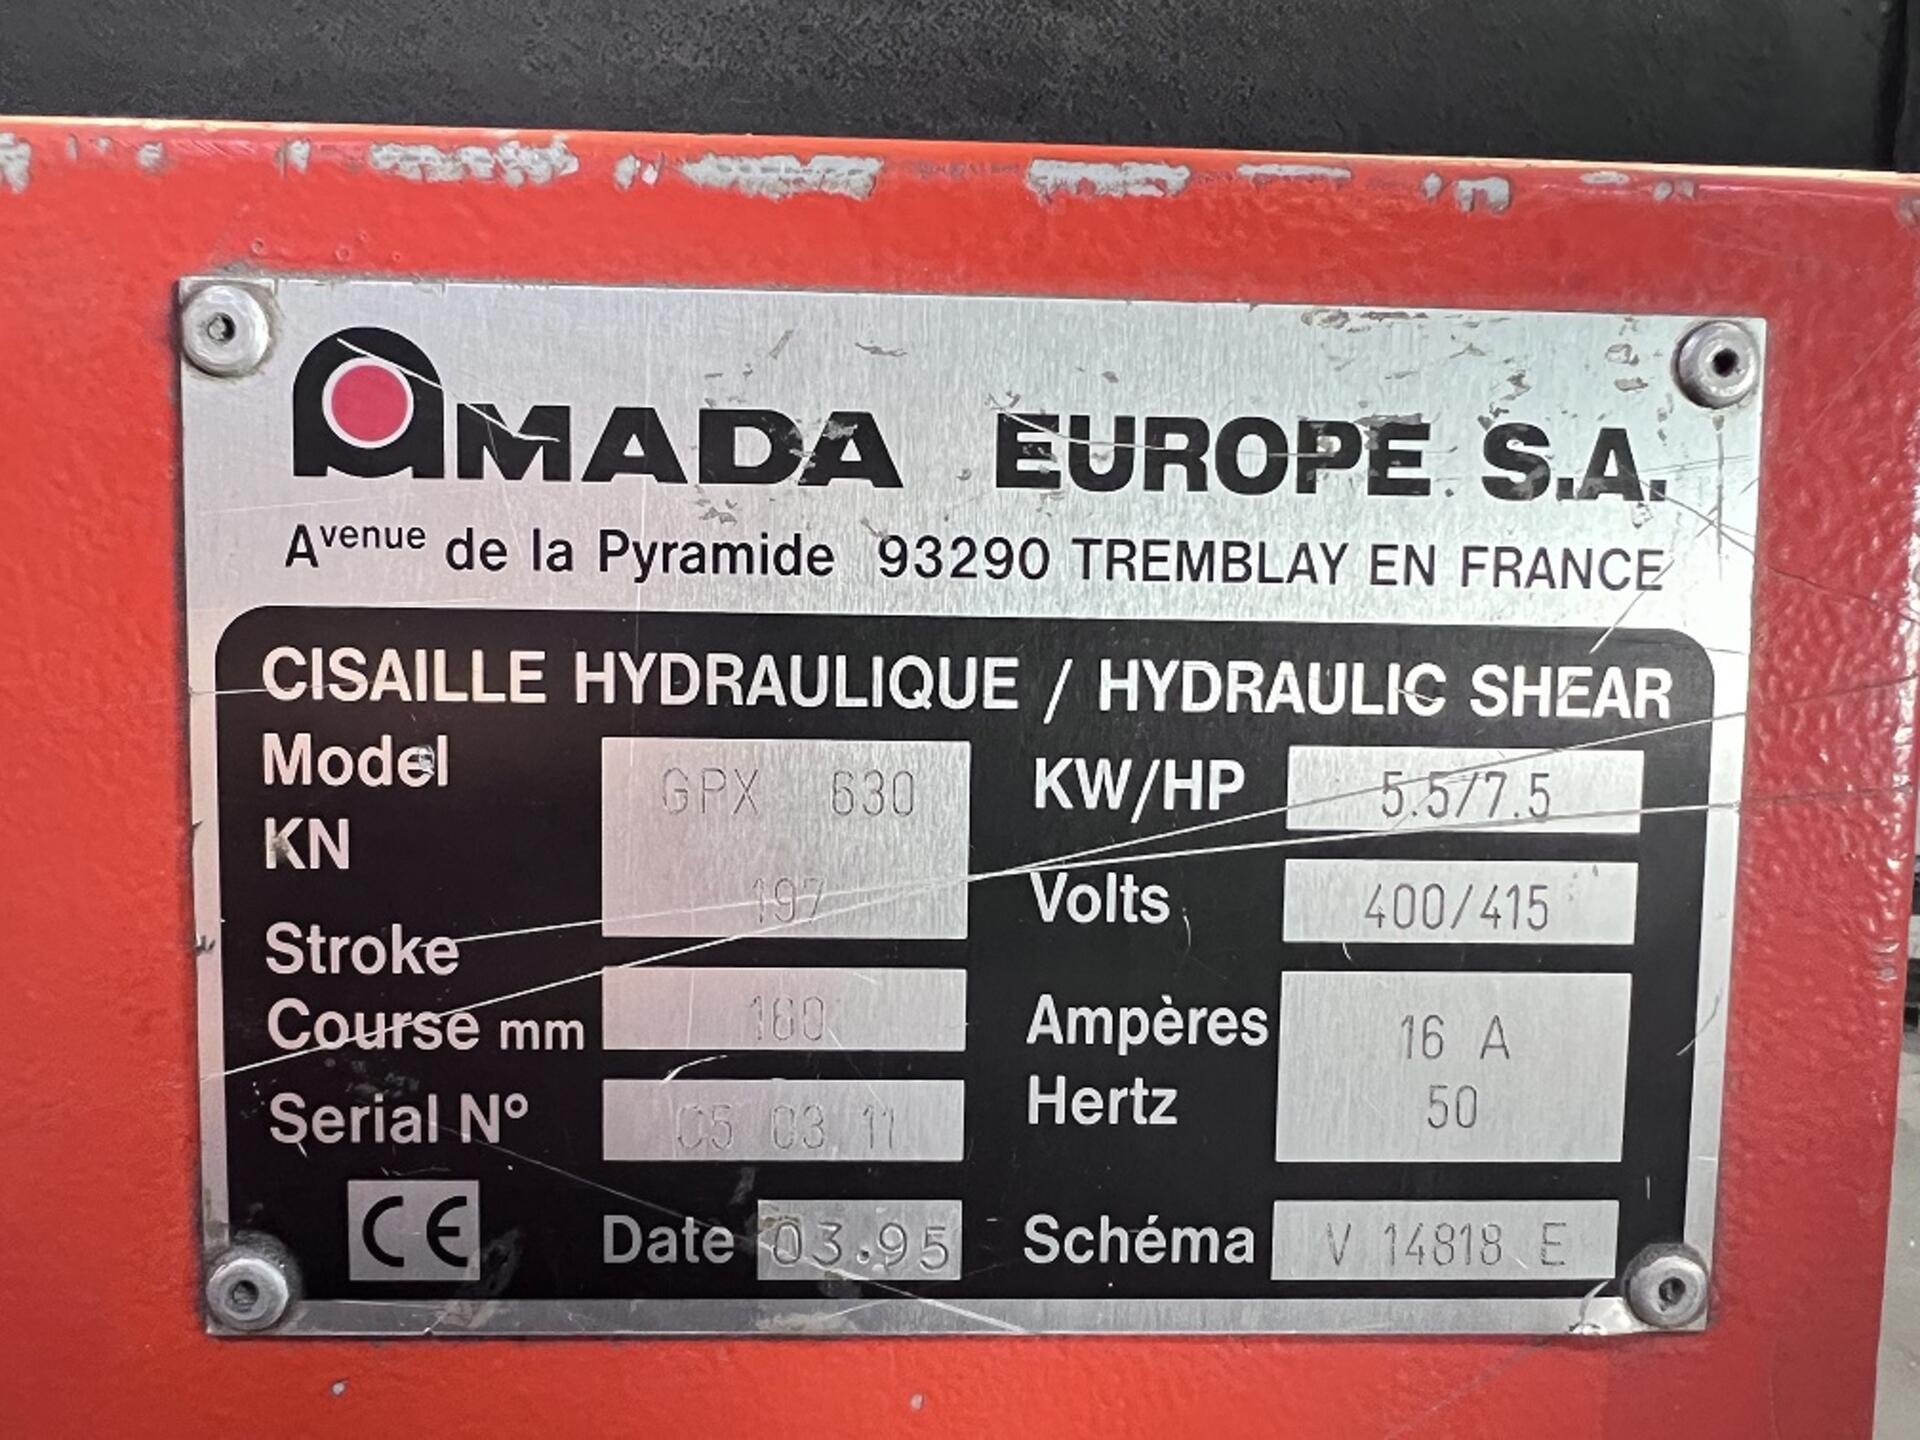 AMADA EUROPE S.A.
Avenue de la Pyramide 93290 TREMBLAY EN FRANCE
CISAILLE HYDRAULIQUE / HYDRAULIC SHEAR
Model GPX 630
KN 197
Stroke
Course mm 160
Serial N° C5 03 11
CE Date 03.95
KW/HP 5.5/7.5
Volts 400/415
Ampères 16 A
Hertz 50
Schéma V 14818 E